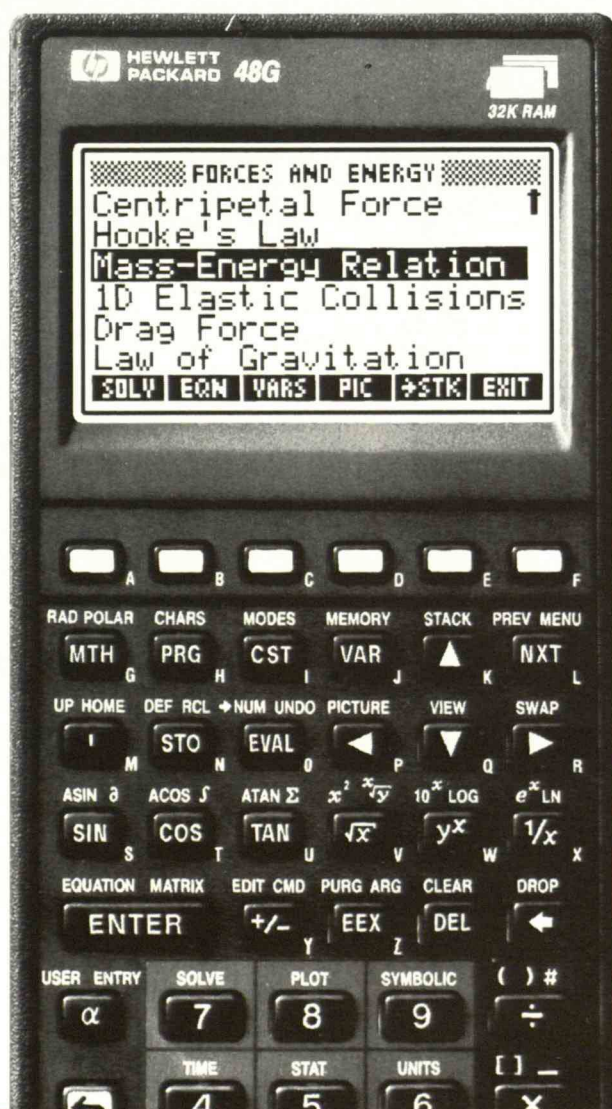 hp HEWLETT
PACKARD 48G
32K RAM
FORCES AND ENERGY
Centripetal Force
Hooke's Law
Mass-Energy Relation
1D Elastic Collisions
Drag Force
Law of Gravitation
SOLV EQN VARS PIC →STK EXIT
A B C D E F
RAD POLAR CHARS MODES MEMORY STACK PREV MENU
MTH G PRG H CST I VAR J ▲ K NXT L
UP HOME DEF RCL →NUM UNDO PICTURE VIEW SWAP
' M STO N EVAL O ◀ P ▼ Q ▶ R
ASIN ∂ ACOS ∫ ATAN Σ x² ˣ√y 10ˣ LOG eˣ LN
SIN S COS T TAN U √x V yˣ W 1/x X
EQUATION MATRIX EDIT CMD PURG ARG CLEAR DROP
ENTER +/- Y EEX Z DEL ←
USER ENTRY SOLVE PLOT SYMBOLIC ( ) #
α 7 8 9 ÷
TIME STAT UNITS [ ] _
4 5 6 ×